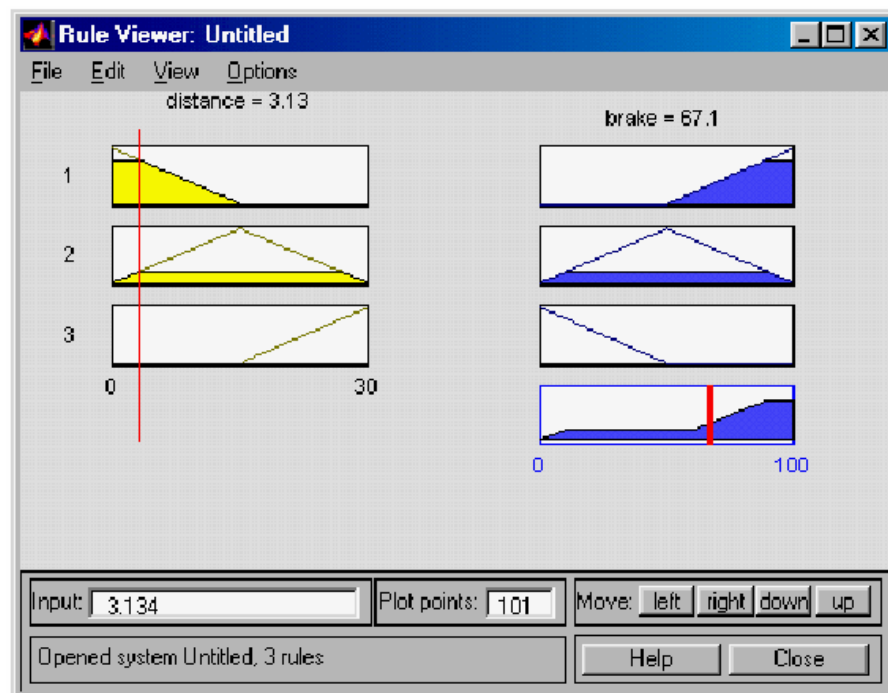 Rule Viewer: Untitled
File Edit View Options
distance = 3.13
brake = 67.1
1
2
3
0 30
0 100
Input: 3.134 Plot points: 101 Move: left right down up
Opened system Untitled, 3 rules Help Close